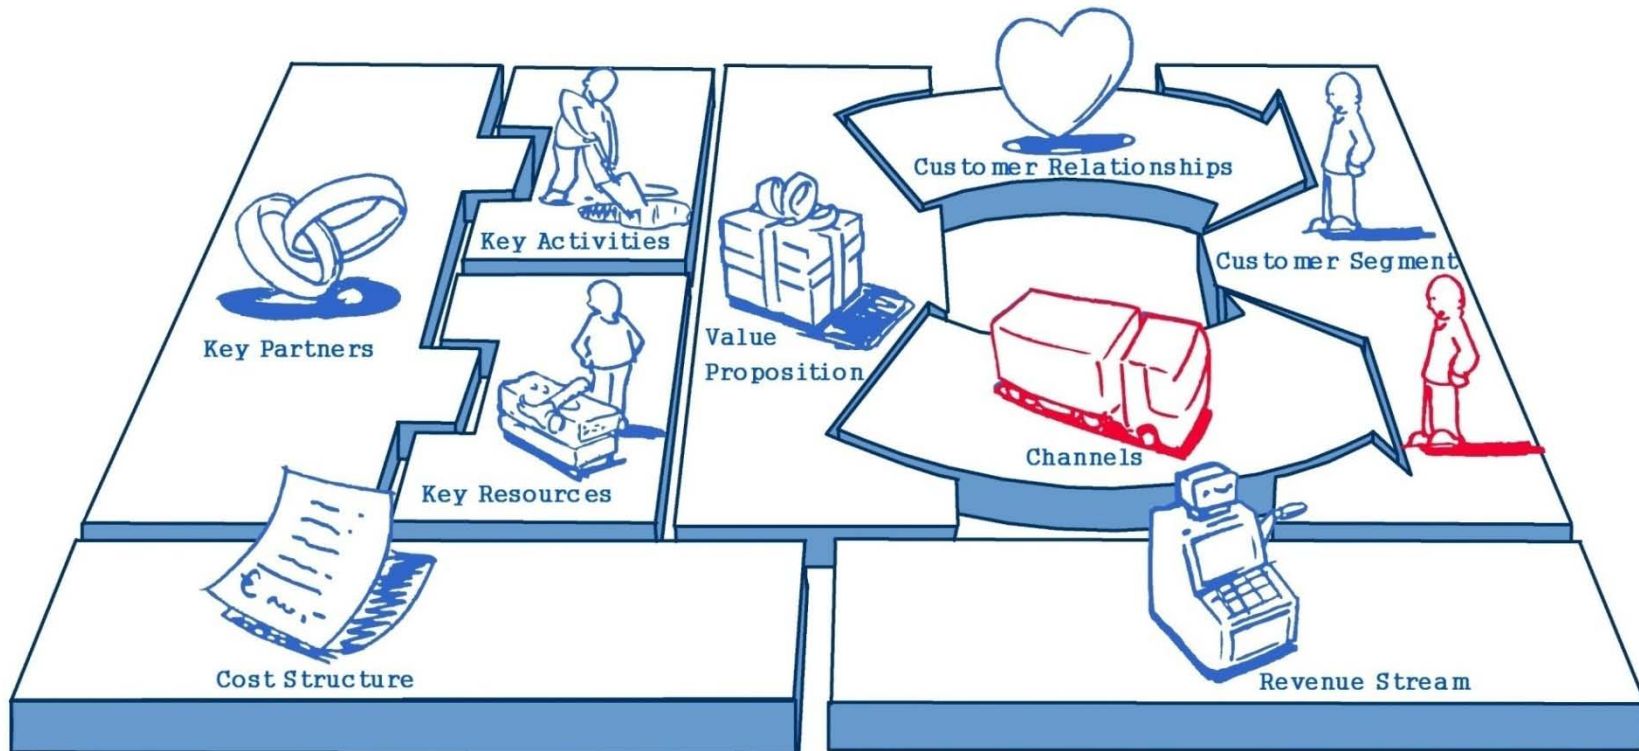 Customer Relationships
Key Activities
Customer Segment
Value
Proposition
Key Partners
Channels
Key Resources
€
Cost Structure
Revenue Stream